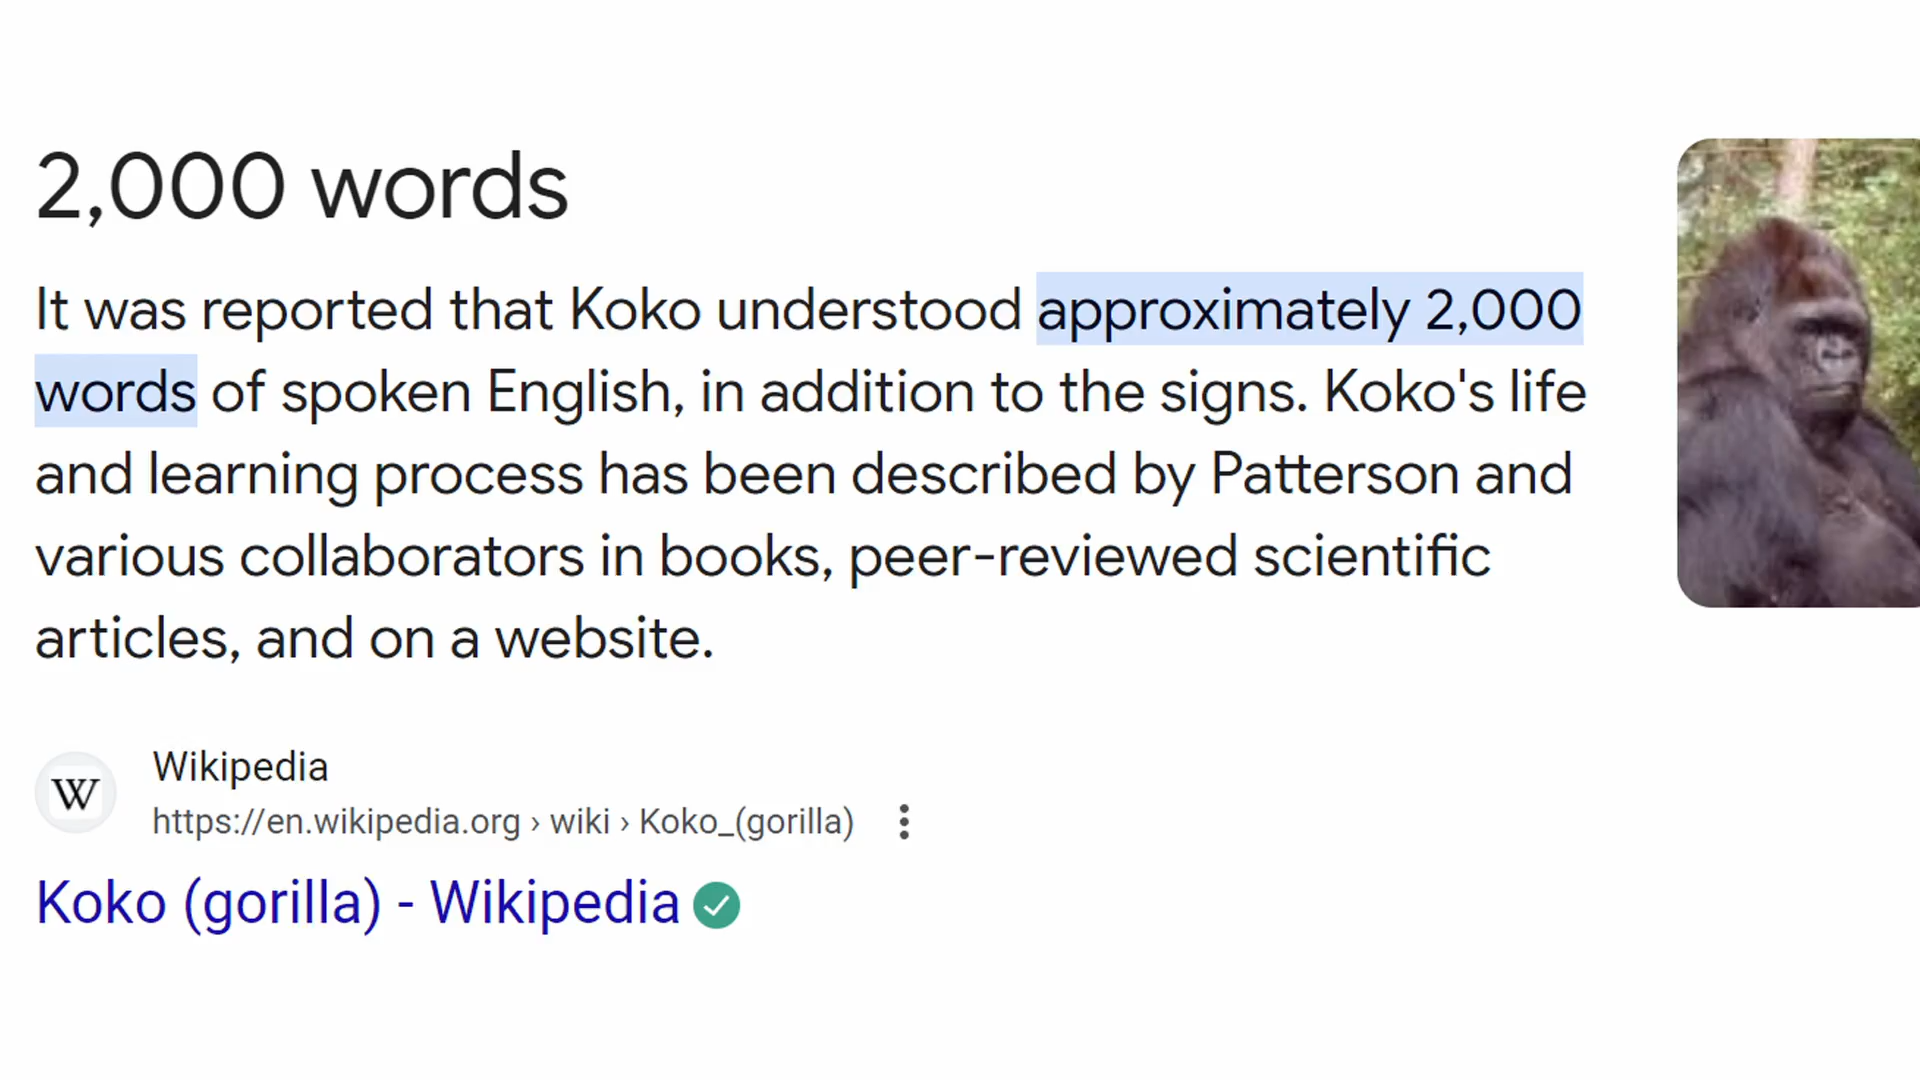 2,000 words
It was reported that Koko understood approximately 2,000
words of spoken English, in addition to the signs. Koko's life
and learning process has been described by Patterson and
various collaborators in books, peer-reviewed scientific
articles, and on a website.
W
Wikipedia
https://en.wikipedia.org › wiki › Koko_(gorilla)
Koko (gorilla) - Wikipedia